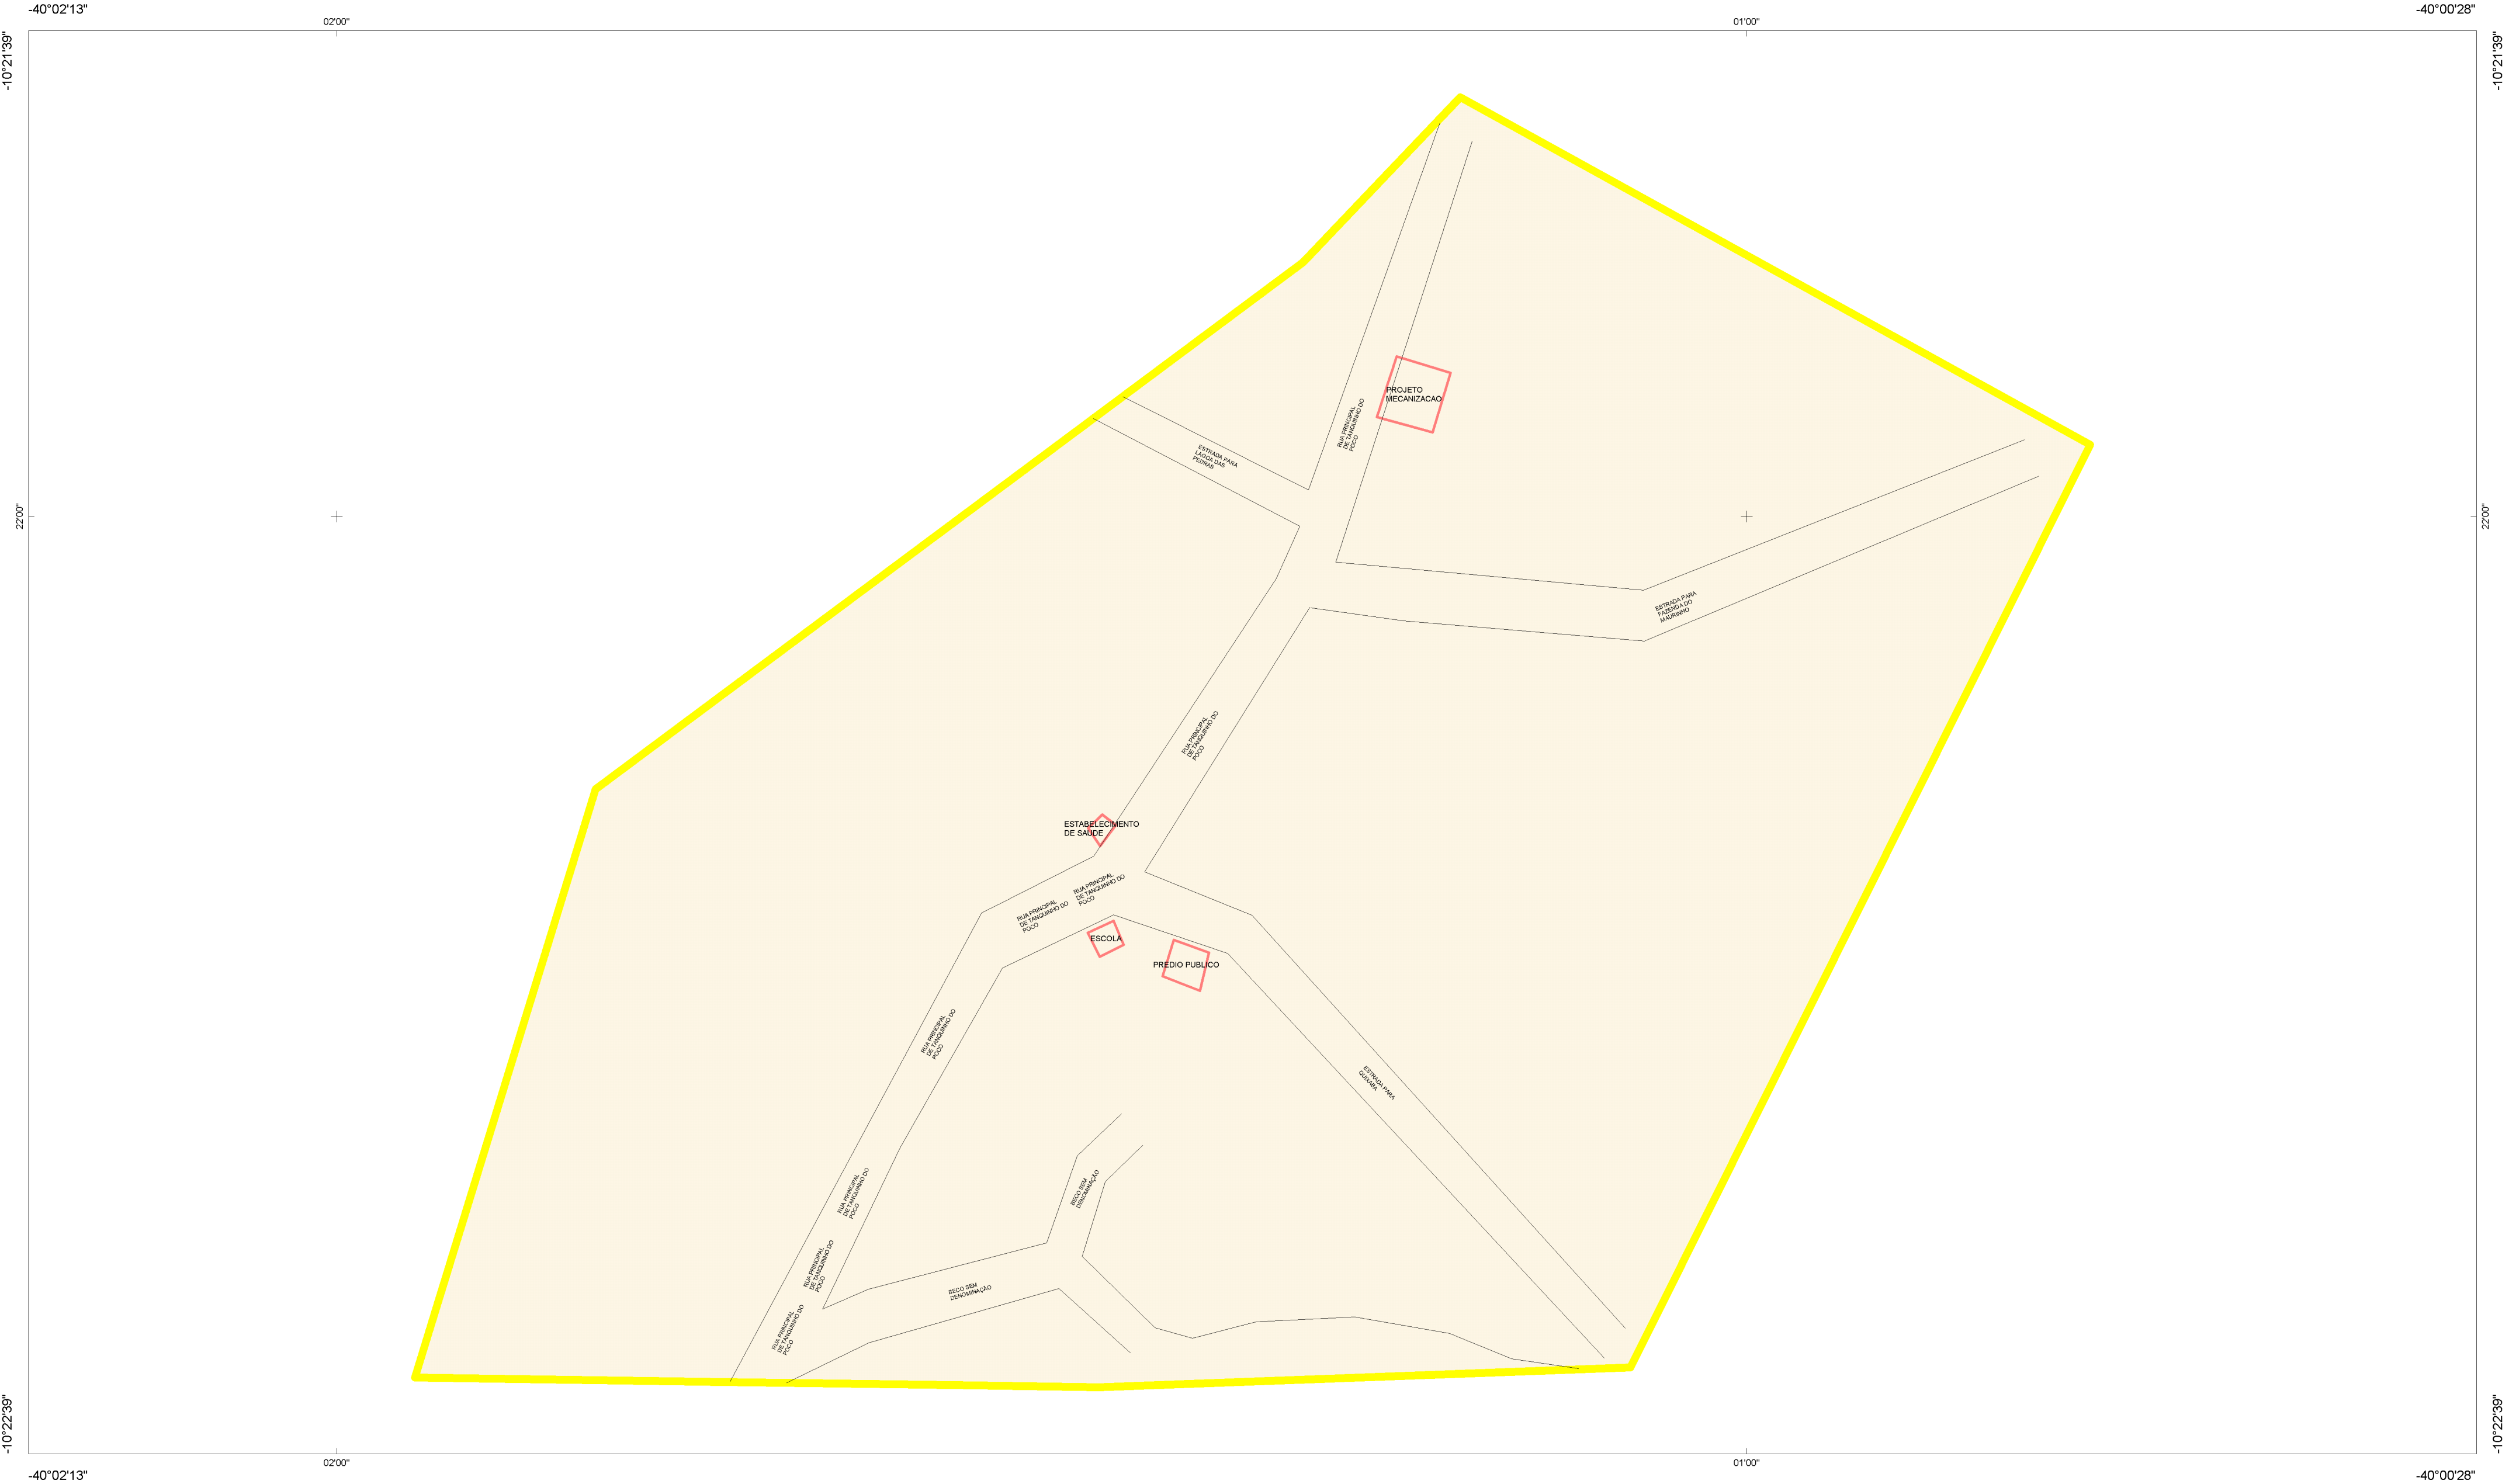 -40°02'13"
02'00"
01'00"
-40°00'28"
-10°21'39"
-10°21'39"
PROJETO
MECANIZACAO
RUA PRINCIPAL
DE TANQUINHO DO
POCO
ESTRADA PARA
LAGOA DAS
PEDRAS
22'00"
22'00"
ESTRADA PARA
FAZENDA DO
MAURINHO
RUA PRINCIPAL
DE TANQUINHO DO
POCO
ESTABELECIMENTO
DE SAUDE
RUA PRINCIPAL
DE TANQUINHO DO
POCO
RUA PRINCIPAL
DE TANQUINHO DO
POCO
ESCOLA
PREDIO PUBLICO
RUA PRINCIPAL
DE TANQUINHO DO
POCO
ESTRADA PARA
QUIXABA
RUA PRINCIPAL
DE TANQUINHO DO
POCO
BECO SEM
DENOMINAÇÃO
RUA PRINCIPAL
DE TANQUINHO DO
POCO
BECO SEM
DENOMINAÇÃO
RUA PRINCIPAL
DE TANQUINHO DO
POCO
-10°22'39"
-10°22'39"
-40°02'13"
02'00"
01'00"
-40°00'28"